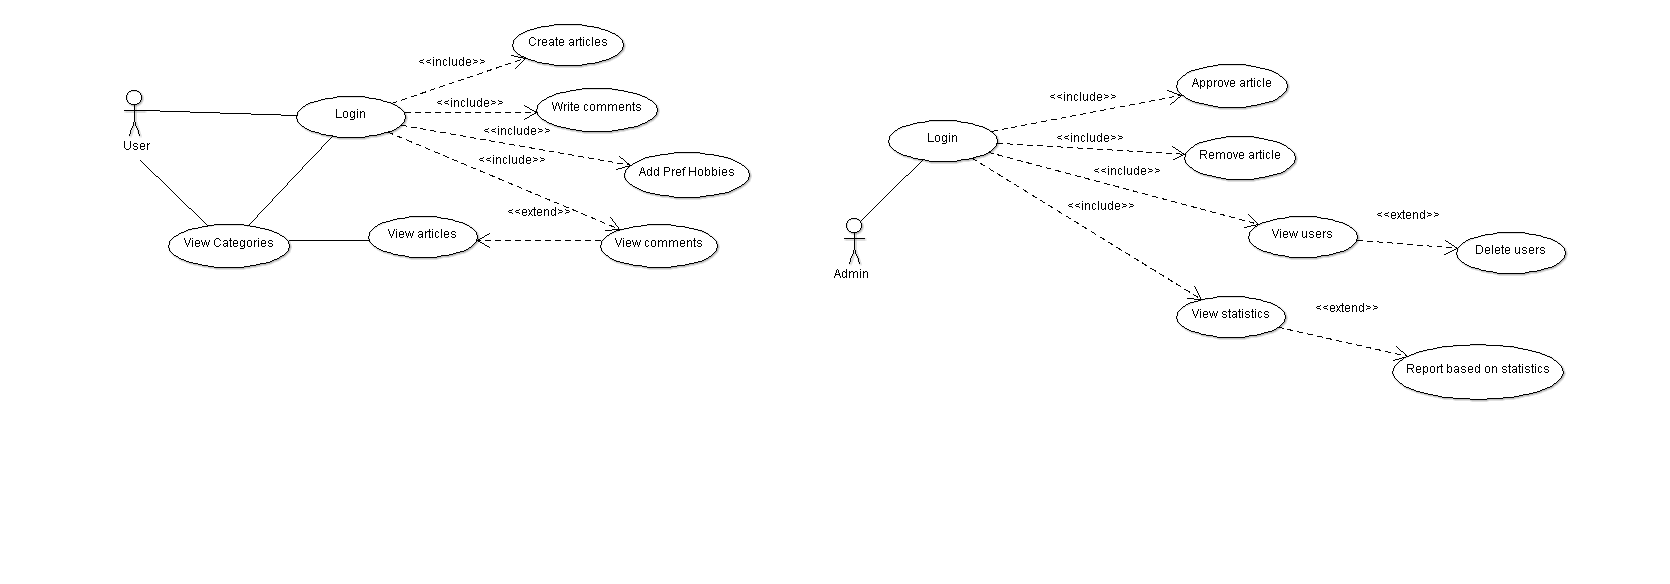 Create articles
<<include>>
<<include>>
Write comments
Login
<<include>>
User
<<include>>
Add Pref Hobbies
<<extend>>
View Categories
View articles
View comments
Approve article
<<include>>
Login
<<include>>
Remove article
<<include>>
<<include>>
<<extend>>
View users
Delete users
Admin
View statistics
<<extend>>
Report based on statistics